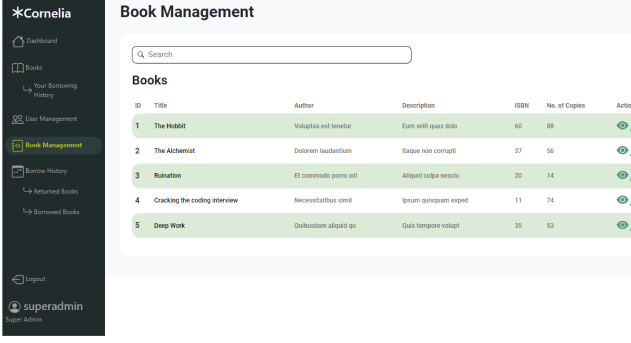 Cornelia
Dashboard
Books
Your Borrowing
History
User Management
Book Management
Borrow History
Returned Books
Borrowed Books
Logout
superadmin
Super Admin
Book Management
Search
Books
ID Title Author Description ISBN No. of Copies Actio
1 The Hobbit Voluptas est tenetur Eum velit quas dolo 60 88
2 The Alchemist Dolorem laudantium Itaque non corrupti 37 56
3 Ruination Et commodo porro odi Aliquid culpa nesciu 20 14
4 Cracking the coding interview Necessitatibus simil Ipsum quisquam exped 11 74
5 Deep Work Quibusdam aliquid qu Quis tempore volupt 35 53